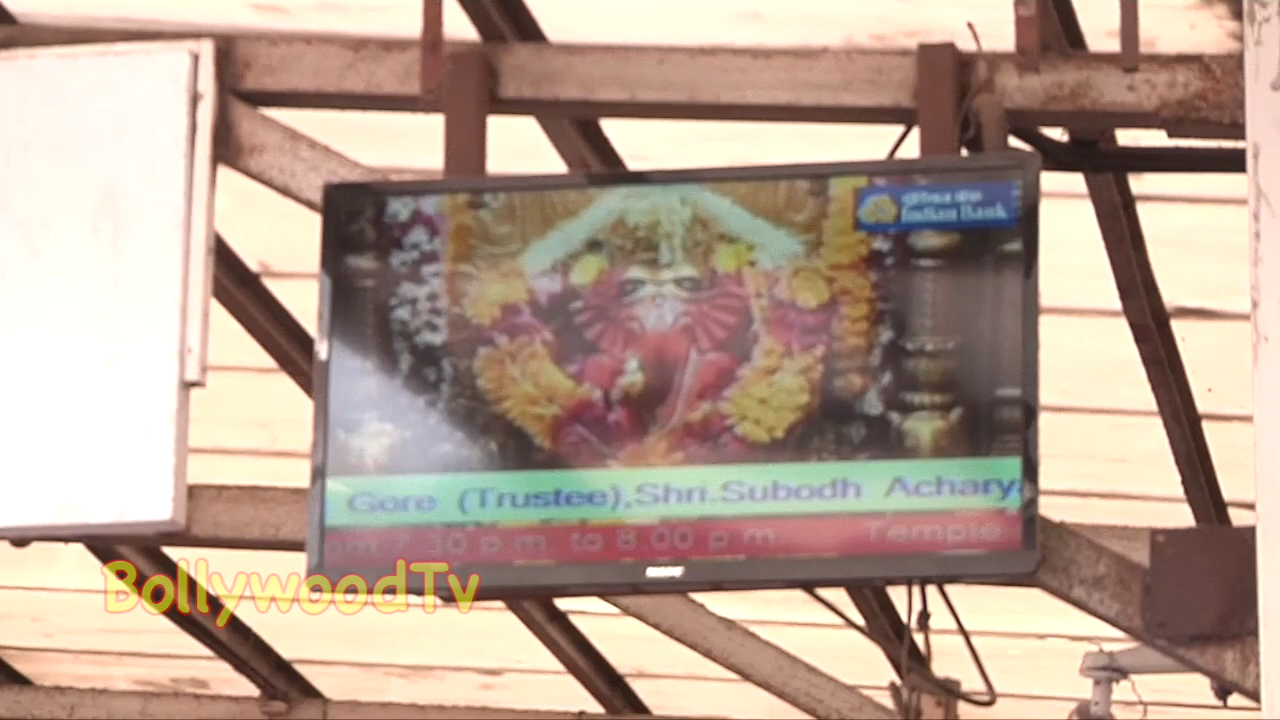 Indian Bank
Gore (Trustee),Shri.Subodh Achary
7.30 p m. to 8.00 p m. Temple
BollywoodTv